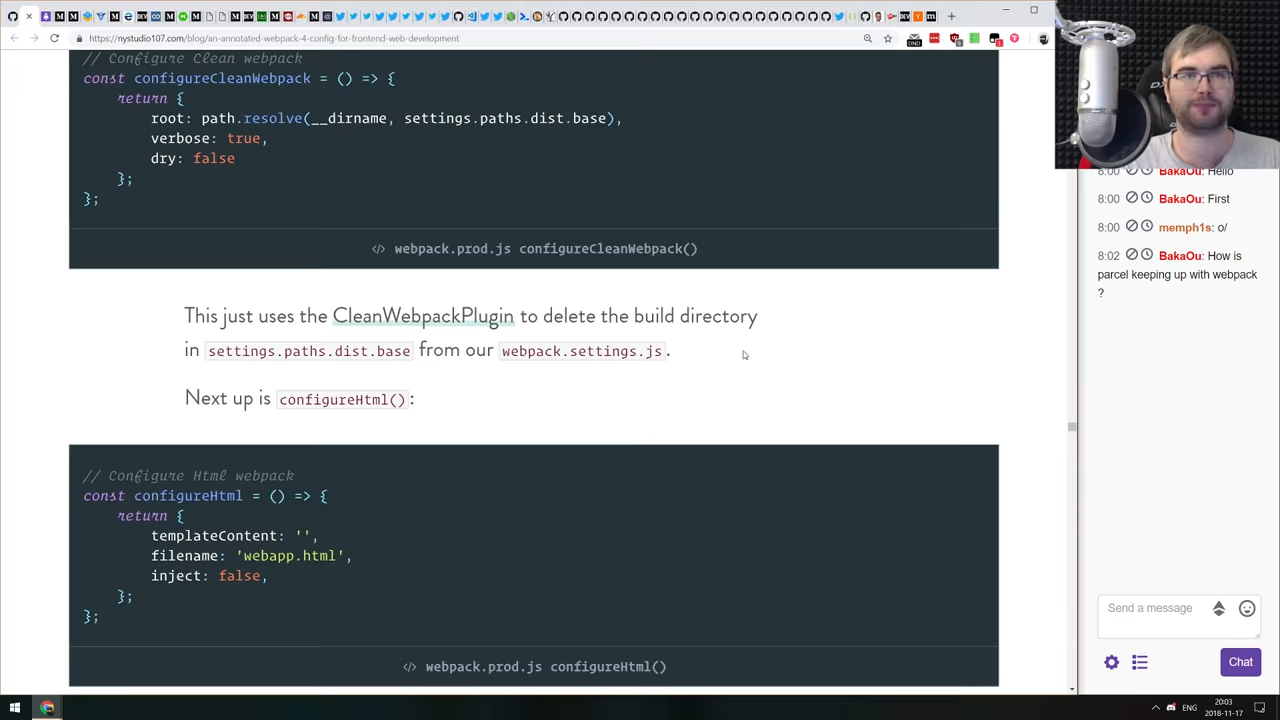 https://nystudio107.com/blog/an-annotated-webpack-4-config-for-frontend-web-development
// Configure Clean webpack
const configureCleanWebpack = () => {
return {
root: path.resolve(__dirname, settings.paths.dist.base),
verbose: true,
dry: false
};
};
</> webpack.prod.js configureCleanWebpack()
This just uses the CleanWebpackPlugin to delete the build directory
in settings.paths.dist.base from our webpack.settings.js.
Next up is configureHtml():
// Configure Html webpack
const configureHtml = () => {
return {
templateContent: '',
filename: 'webapp.html',
inject: false,
};
};
</> webpack.prod.js configureHtml()
8:00 BakaOu: Hello
8:00 BakaOu: First
8:00 memph1s: o/
8:02 BakaOu: How is
parcel keeping up with webpack
?
Send a message
Chat
ENG
20:03
2018-11-17